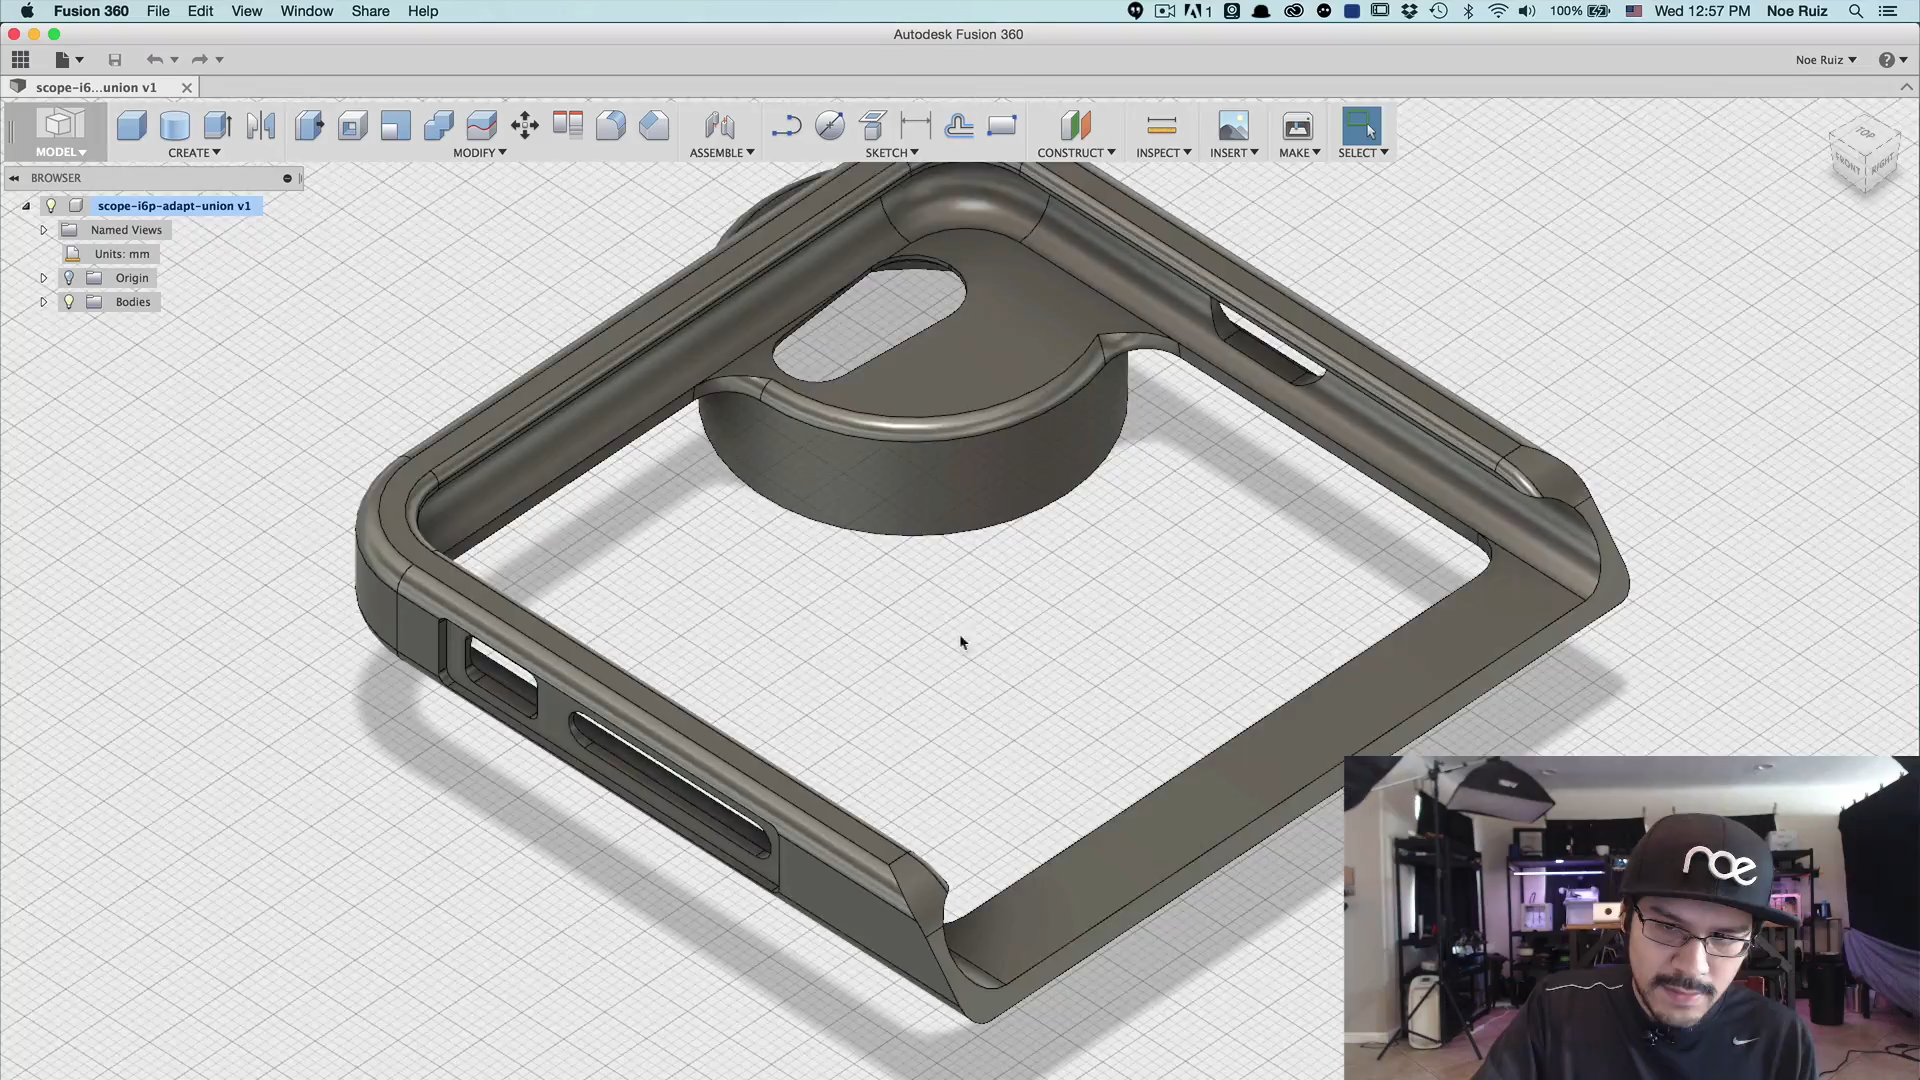 Fusion 360 File Edit View Window Share Help 1 100% Wed 12:57 PM Noe Ruiz
Autodesk Fusion 360
Noe Ruiz ?
scope-i6...union v1
MODEL CREATE MODIFY ASSEMBLE SKETCH CONSTRUCT INSPECT INSERT MAKE SELECT
BROWSER
scope-i6p-adapt-union v1
Named Views
Units: mm
Origin
Bodies
TOP
FRONT RIGHT
noe